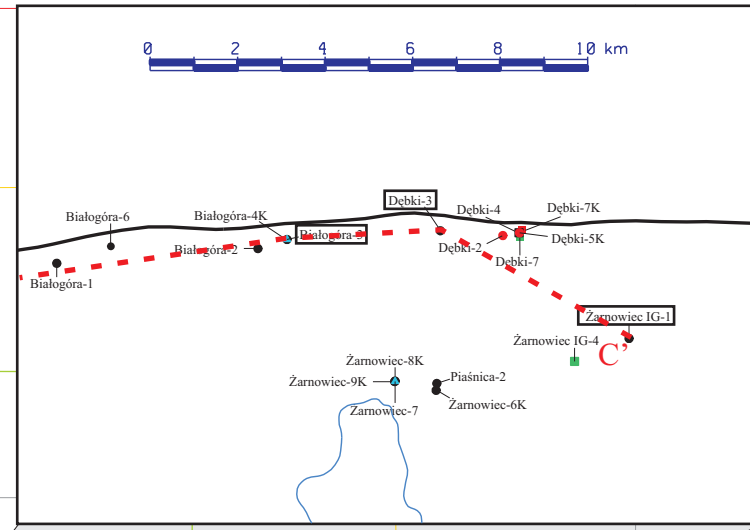 0 2 4 6 8 10 km
Dębki-3
Białogóra-6
Białogóra-4K
Dębki-4
Dębki-7K
Białogóra-3
Dębki-5K
Białogóra-2
Dębki-2
Dębki-7
Białogóra-1
Żarnowiec IG-1
Żarnowiec IG-4
C’
Żarnowiec-8K
Żarnowiec-9K
Piaśnica-2
Żarnowiec-7
Żarnowiec-6K